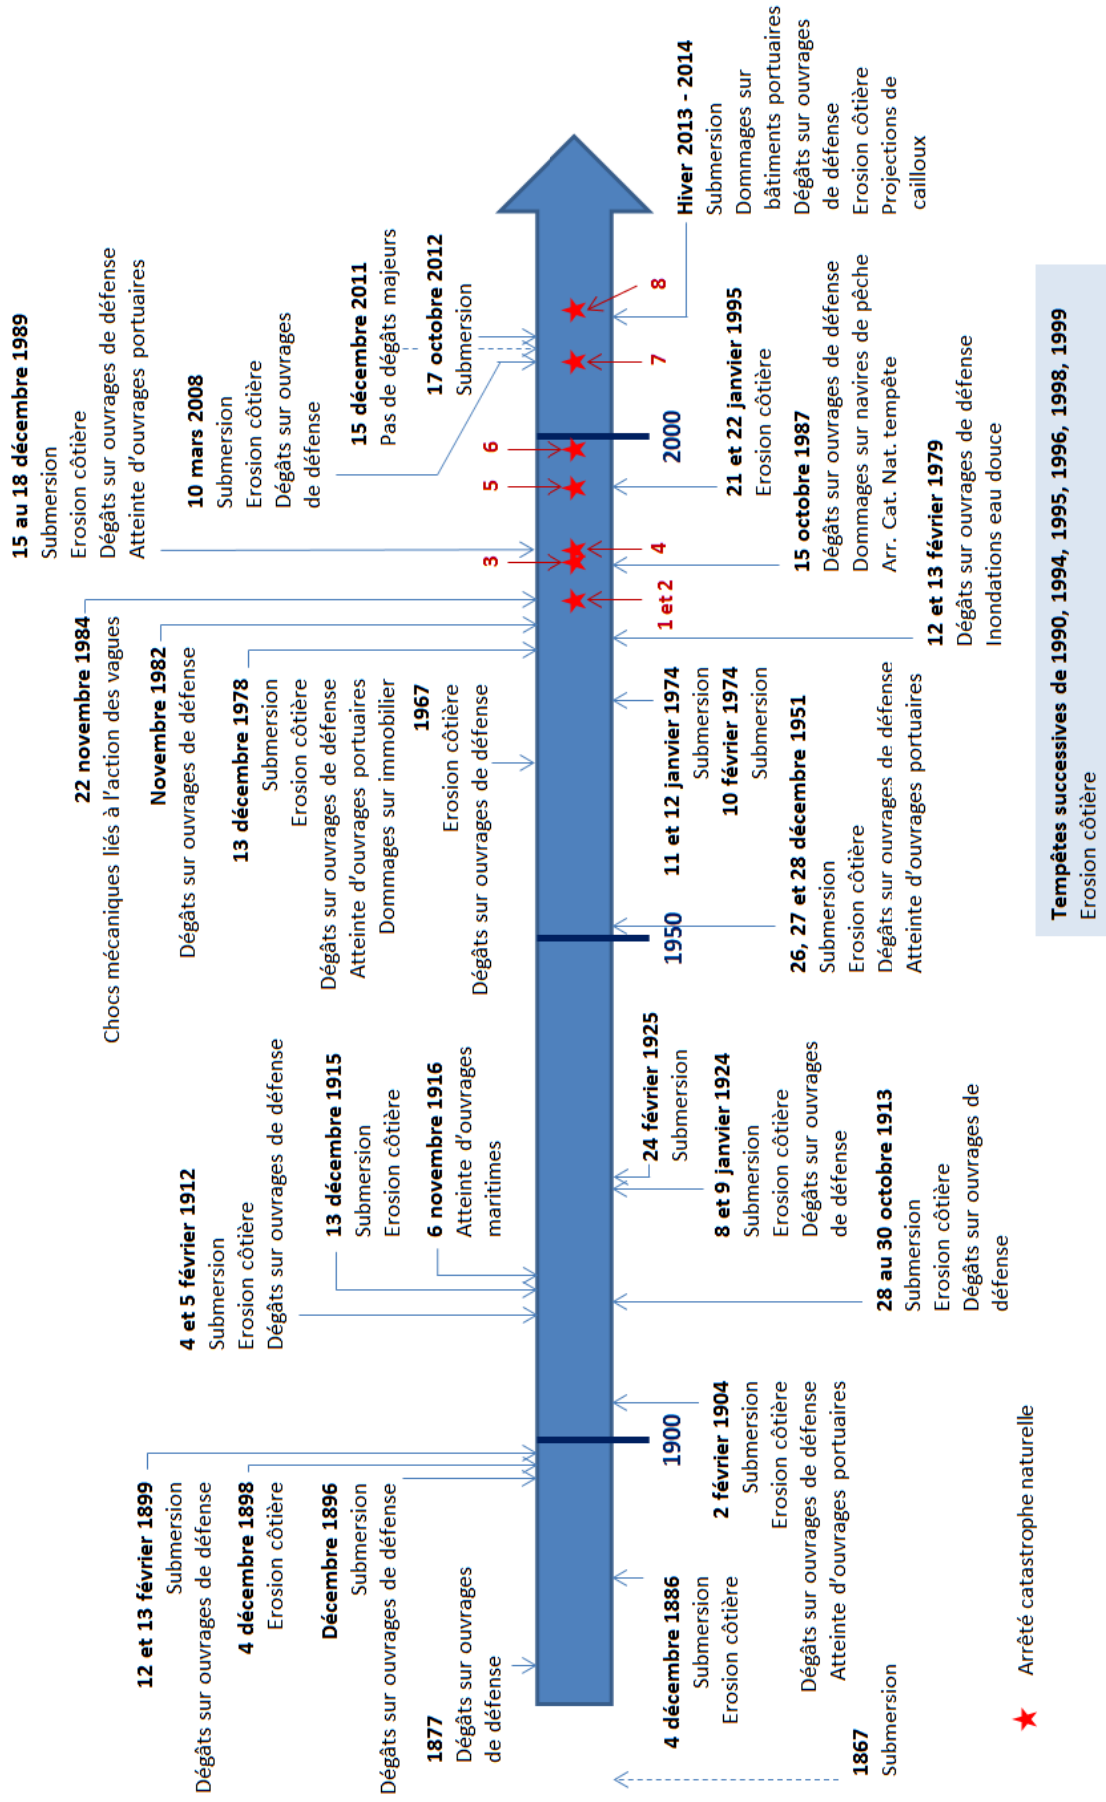 12 et 13 février 1899
Submersion
Dégâts sur ouvrages de défense
4 décembre 1898
Erosion côtière
Décembre 1896
Submersion
Dégâts sur ouvrages de défense
1877
Dégâts sur ouvrages
de défense
4 et 5 février 1912
Submersion
Erosion côtière
Dégâts sur ouvrages de défense
13 décembre 1915
Submersion
Erosion côtière
6 novembre 1916
Atteinte d'ouvrages
maritimes
22 novembre 1984
Chocs mécaniques liés à l'action des vagues
Novembre 1982
Dégâts sur ouvrages de défense
13 décembre 1978
Submersion
Erosion côtière
Dégâts sur ouvrages de défense
Atteinte d'ouvrages portuaires
Dommages sur immobilier
1967
Erosion côtière
Dégâts sur ouvrages de défense
15 au 18 décembre 1989
Submersion
Erosion côtière
Dégâts sur ouvrages de défense
Atteinte d'ouvrages portuaires
10 mars 2008
Submersion
Erosion côtière
Dégâts sur ouvrages
de défense
15 décembre 2011
Pas de dégâts majeurs
17 octobre 2012
Submersion
3
5
6
1 et 2
4
7
8
1900
1950
2000
1867
Submersion
4 décembre 1886
Submersion
Erosion côtière
2 février 1904
Submersion
Erosion côtière
Dégâts sur ouvrages de défense
Atteinte d'ouvrages portuaires
28 au 30 octobre 1913
Submersion
Erosion côtière
Dégâts sur ouvrages de
défense
8 et 9 janvier 1924
Submersion
Erosion côtière
Dégâts sur ouvrages
de défense
24 février 1925
Submersion
26, 27 et 28 décembre 1951
Submersion
Erosion côtière
Dégâts sur ouvrages de défense
Atteinte d'ouvrages portuaires
11 et 12 janvier 1974
Submersion
10 février 1974
Submersion
12 et 13 février 1979
Dégâts sur ouvrages de défense
Inondations eau douce
15 octobre 1987
Dégâts sur ouvrages de défense
Dommages sur navires de pêche
Arr. Cat. Nat. tempête
21 et 22 janvier 1995
Erosion côtière
Hiver 2013 - 2014
Submersion
Dommages sur
bâtiments portuaires
Dégâts sur ouvrages
de défense
Erosion côtière
Projections de
cailloux
Arrêté catastrophe naturelle
Tempêtes successives de 1990, 1994, 1995, 1996, 1998, 1999
Erosion côtière